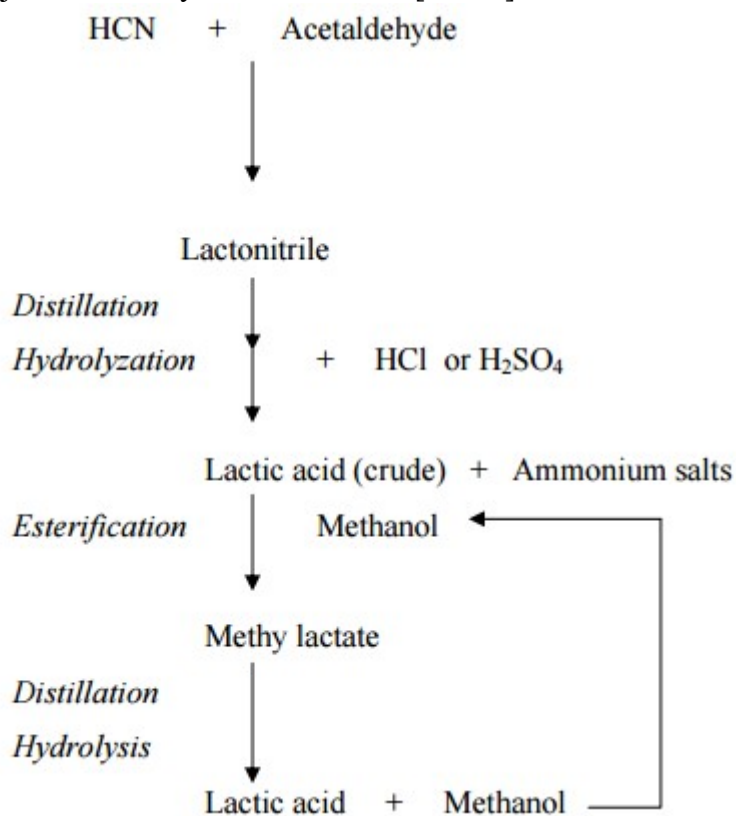 HCN + Acetaldehyde
Lactonitrile
Distillation
Hydrolyzation + HCl or H₂SO₄
Lactic acid (crude) + Ammonium salts
Esterification Methanol
Methy lactate
Distillation
Hydrolysis
Lactic acid + Methanol